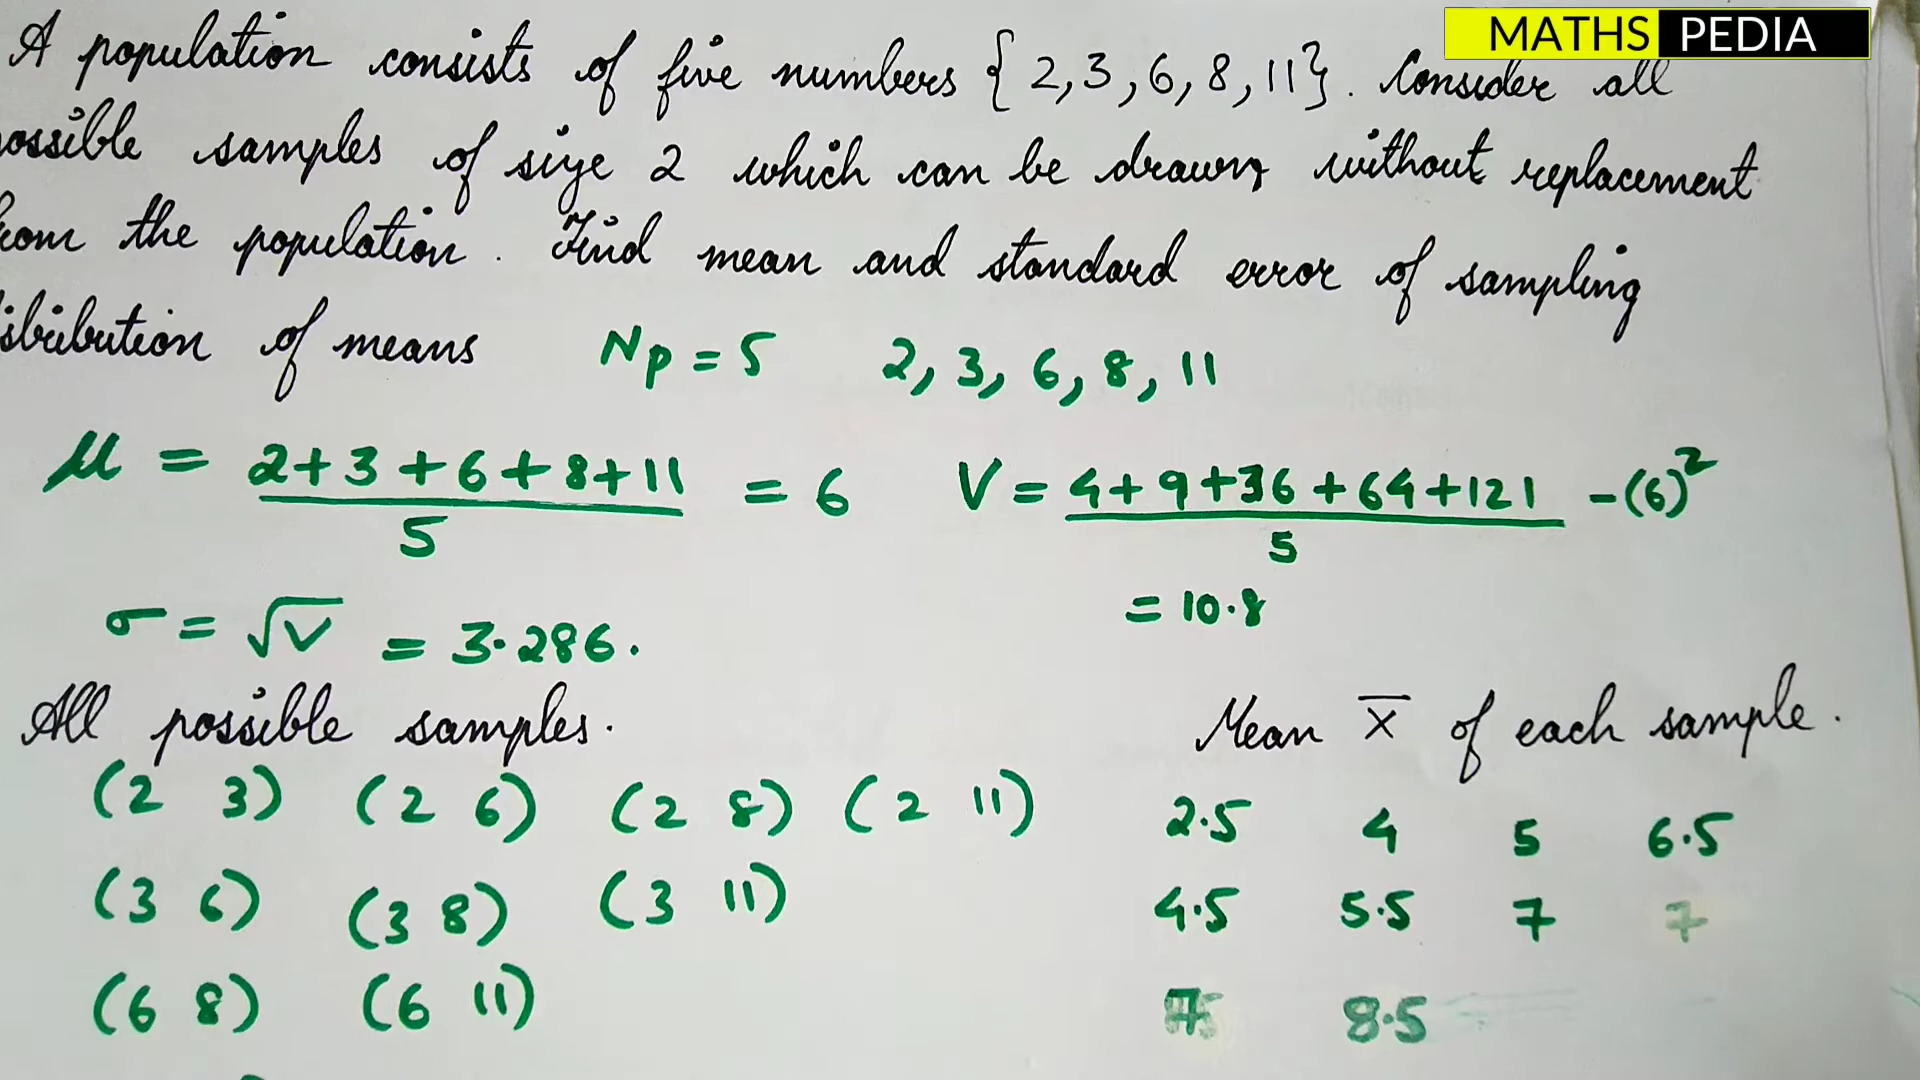 MATHS PEDIA
A population consists of five numbers {2,3,6,8,11}. Consider all
ossible samples of size 2 which can be drawn without replacement
rom the population. Find mean and standard error of sampling
istribution of means Np = 5 2, 3, 6, 8, 11
μ = 2+3+6+8+11 / 5 = 6 V = 4+9+36+64+121 / 5 -(6)²
= 10.8
σ = √V = 3.286.
All possible samples. Mean x̄ of each sample.
(2 3) (2 6) (2 8) (2 11) 2.5 4 5 6.5
(3 6) (3 8) (3 11) 4.5 5.5 7 7
(6 8) (6 11) 7 8.5